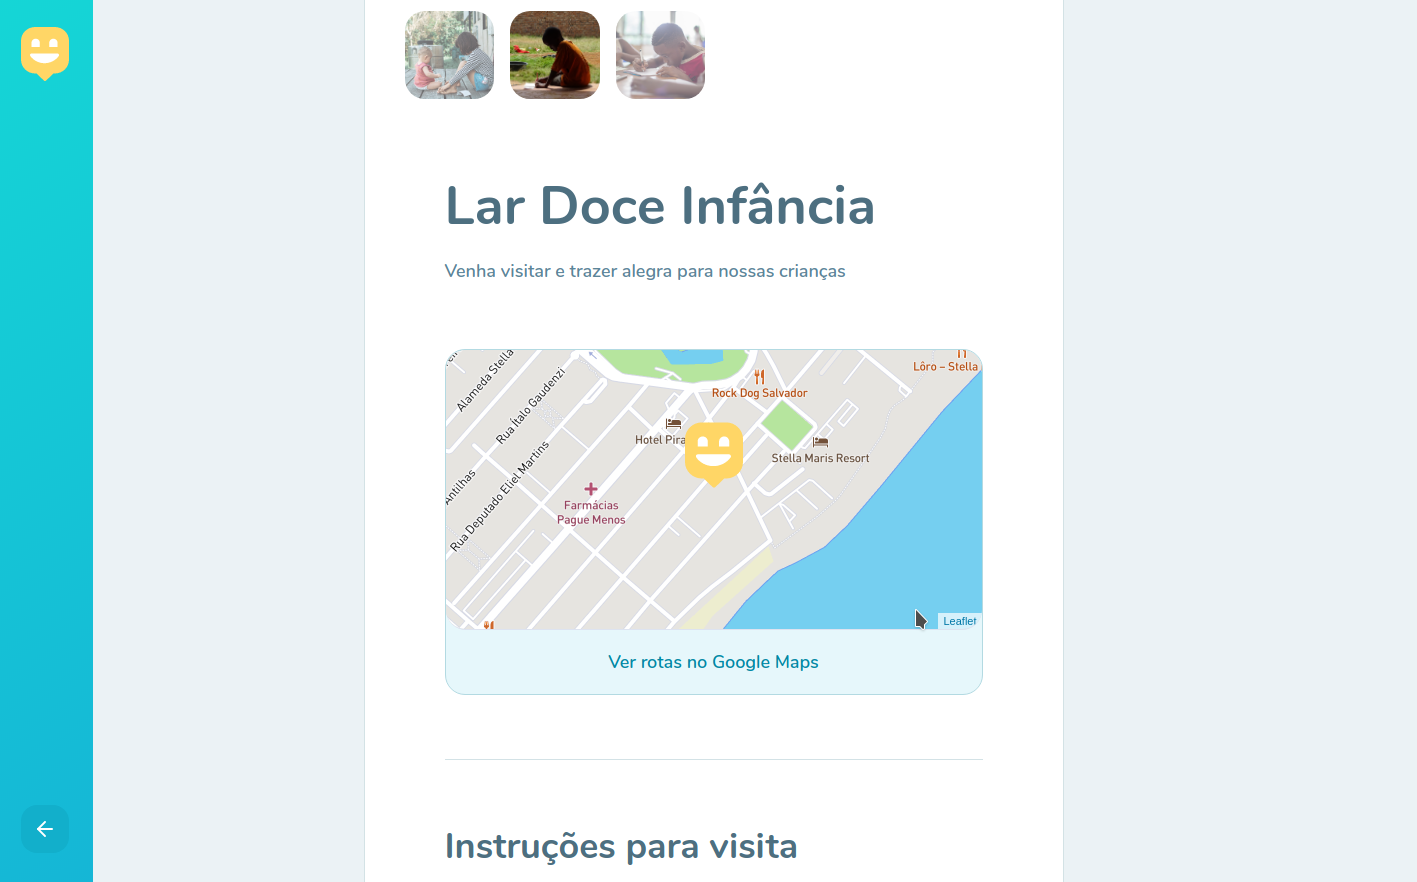 Lar Doce Infância
Venha visitar e trazer alegra para nossas crianças
Lôro – Stella
Alameda Stella
Rua Ítalo Gaudenzi
Rock Dog Salvador
Hotel Pira
Stella Maris Resort
Antilhas
Rua Deputado Eliel Martins
Farmácias
Pague Menos
Leaflet
Ver rotas no Google Maps
Instruções para visita